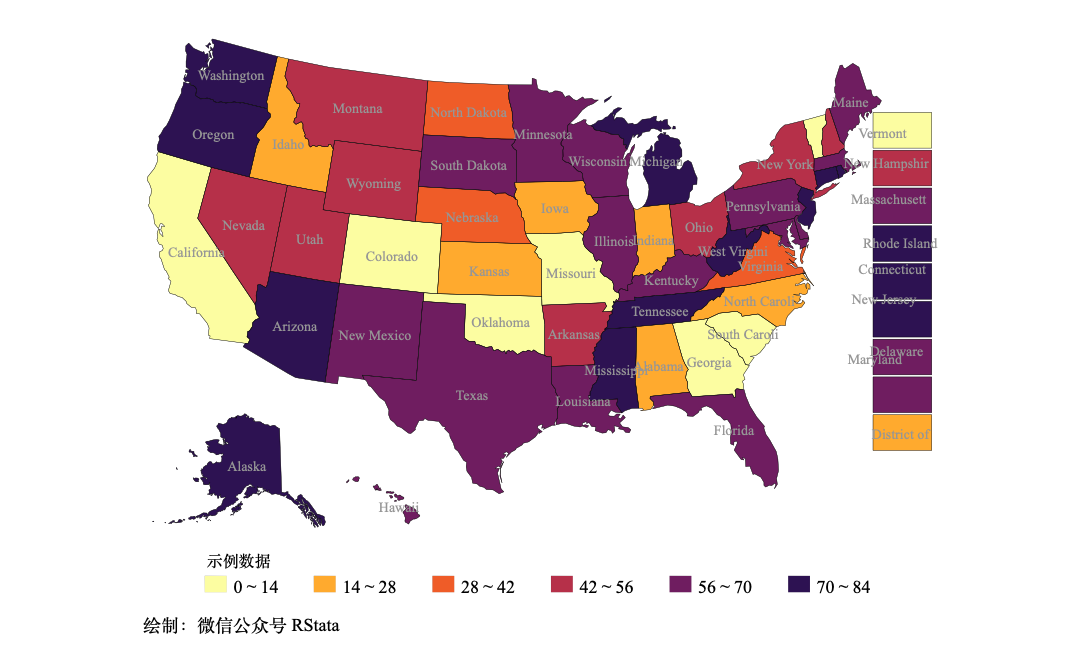 Maine
Washington
Montana
North Dakota
Minnesota
Vermont
Oregon
Idaho
South Dakota
Wisconsin
Michigan
New York
New Hampshir
Wyoming
Massachusett
Nebraska
Iowa
Pennsylvania
Nevada
Utah
Illinois
Indiana
Ohio
Rhode Island
California
Colorado
Kansas
Missouri
Kentucky
West Virgini
Virginia
Connecticut
Arizona
New Mexico
Oklahoma
Arkansas
Tennessee
North Caroli
New Jersey
South Caroli
Mississippi
Alabama
Georgia
Delaware
Maryland
Texas
Louisiana
Florida
District of
Alaska
Hawaii
示例数据
0 ~ 14 14 ~ 28 28 ~ 42 42 ~ 56 56 ~ 70 70 ~ 84
绘制：微信公众号 RStata